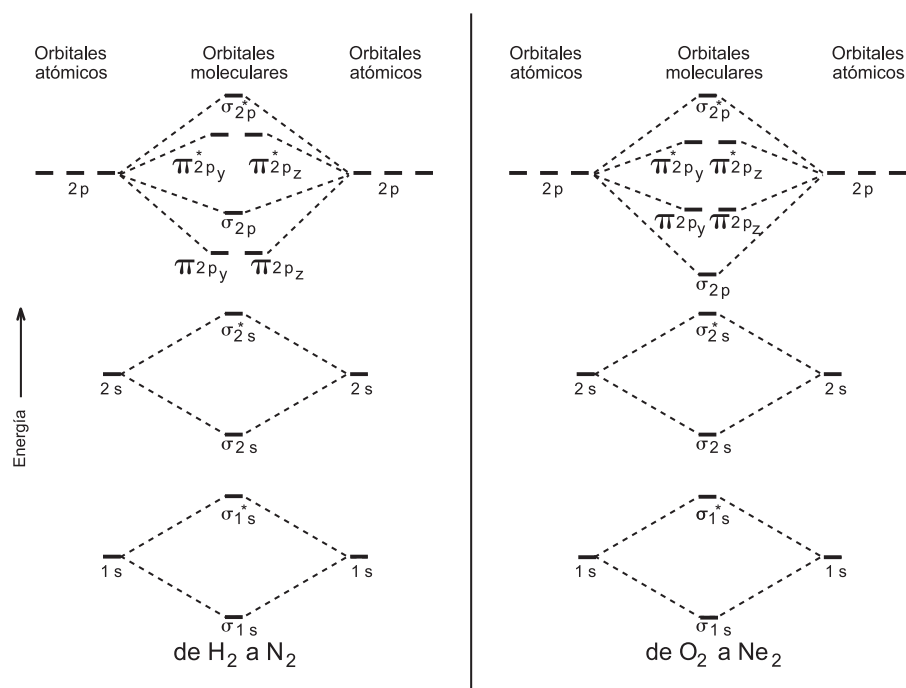 Orbitales atómicos
Orbitales moleculares
Orbitales atómicos
σ*2p
π*2py π*2pz
2p
2p
σ2p
π2py π2pz
σ*2s
2s
2s
σ2s
σ*1s
1s
1s
σ1s
de H2 a N2
Energía
Orbitales atómicos
Orbitales moleculares
Orbitales atómicos
σ*2p
π*2py π*2pz
2p
2p
π2py π2pz
σ2p
σ*2s
2s
2s
σ2s
σ*1s
1s
1s
σ1s
de O2 a Ne2